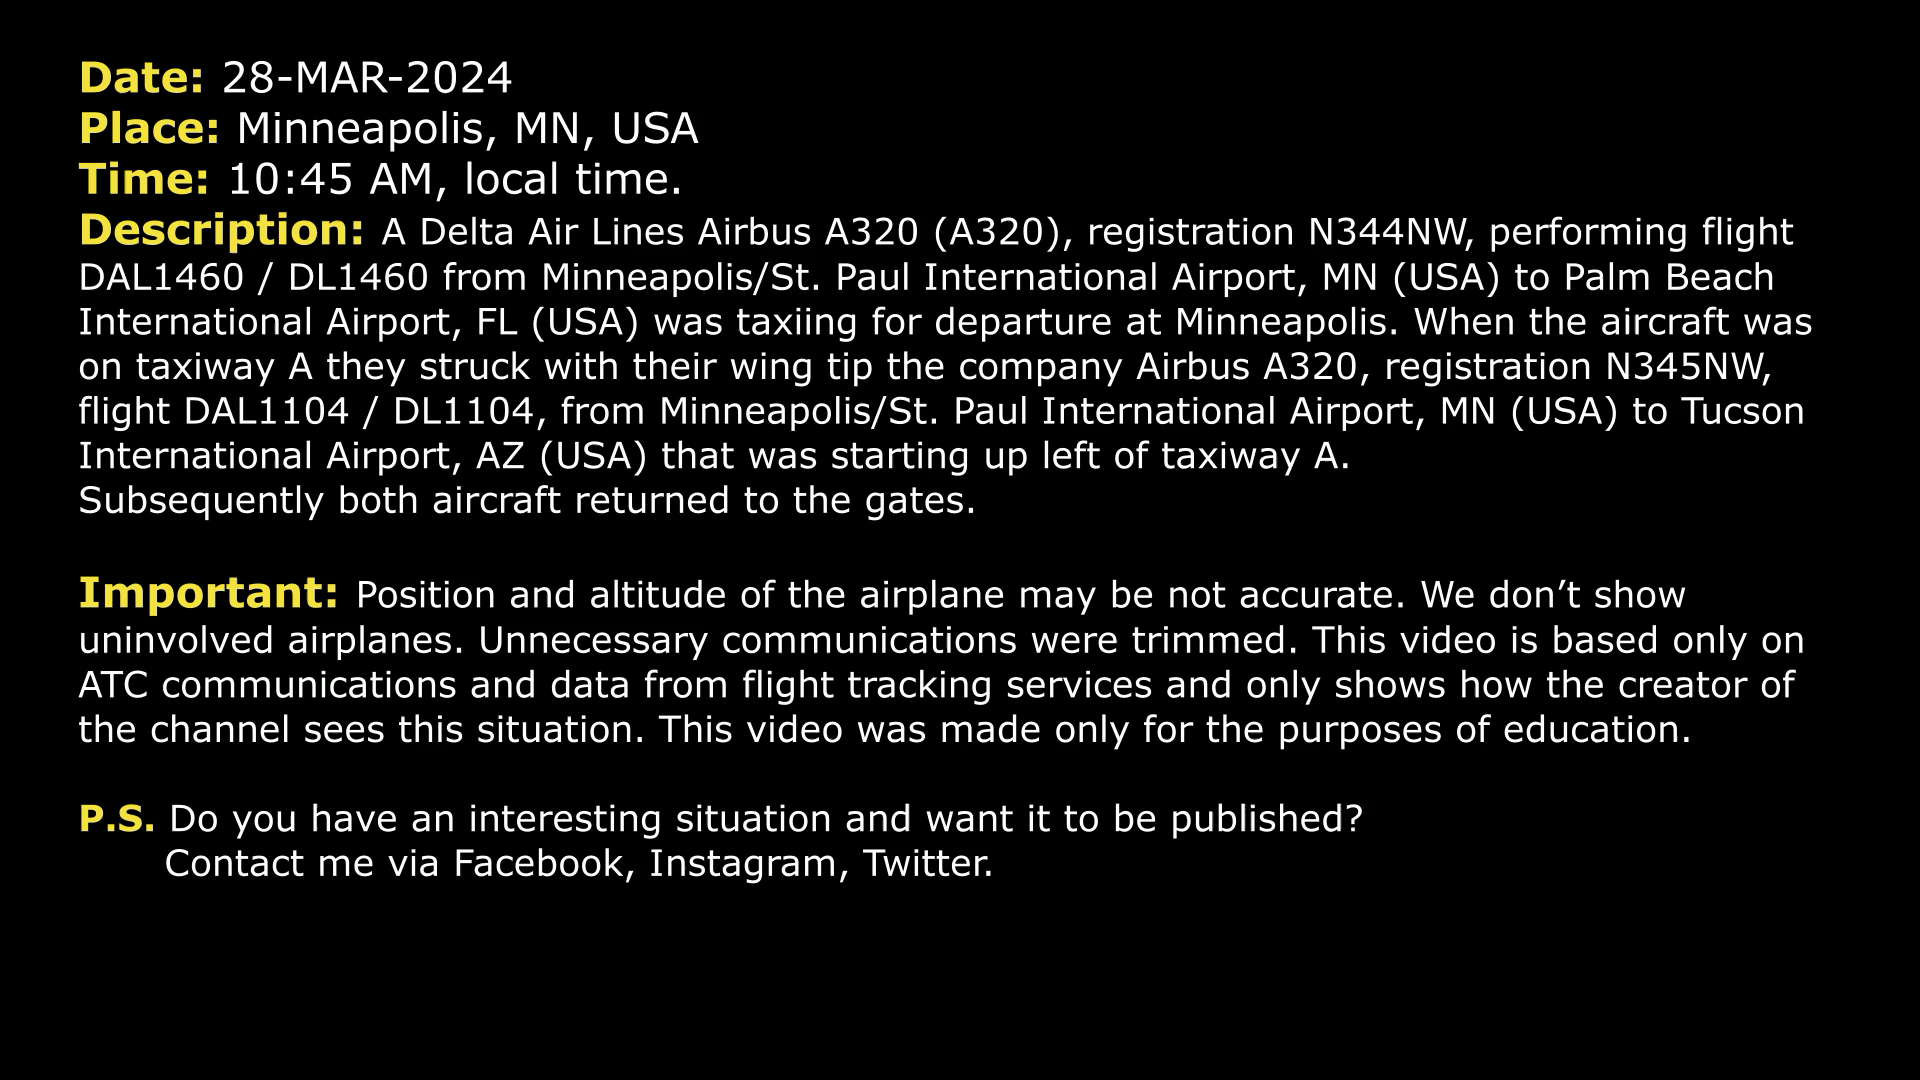 Date: 28-MAR-2024
Place: Minneapolis, MN, USA
Time: 10:45 AM, local time.
Description: A Delta Air Lines Airbus A320 (A320), registration N344NW, performing flight
DAL1460 / DL1460 from Minneapolis/St. Paul International Airport, MN (USA) to Palm Beach
International Airport, FL (USA) was taxiing for departure at Minneapolis. When the aircraft was
on taxiway A they struck with their wing tip the company Airbus A320, registration N345NW,
flight DAL1104 / DL1104, from Minneapolis/St. Paul International Airport, MN (USA) to Tucson
International Airport, AZ (USA) that was starting up left of taxiway A.
Subsequently both aircraft returned to the gates.
Important: Position and altitude of the airplane may be not accurate. We don’t show
uninvolved airplanes. Unnecessary communications were trimmed. This video is based only on
ATC communications and data from flight tracking services and only shows how the creator of
the channel sees this situation. This video was made only for the purposes of education.
P.S. Do you have an interesting situation and want it to be published?
Contact me via Facebook, Instagram, Twitter.